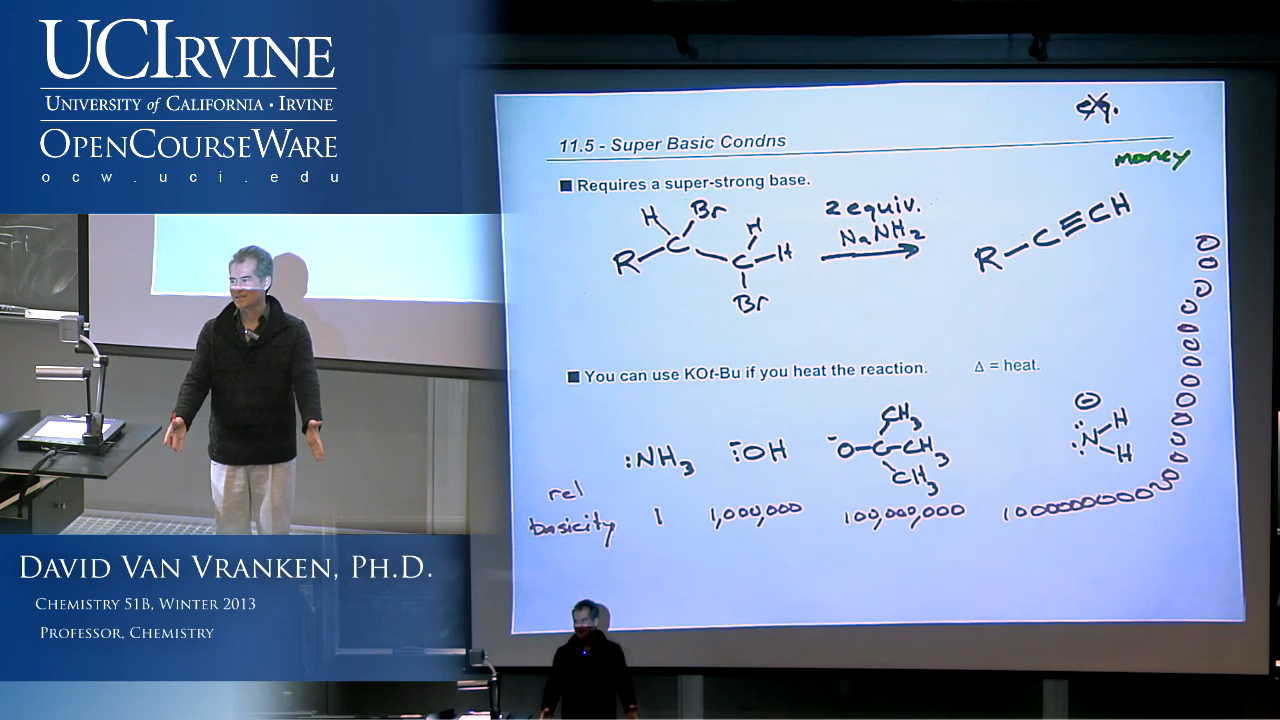 UCIRVINE
UNIVERSITY of CALIFORNIA · IRVINE
OPENCOURSEWARE
ocw.uci.edu
DAVID VAN VRANKEN, PH.D.
CHEMISTRY 51B, WINTER 2013
PROFESSOR, CHEMISTRY
11.5 - Super Basic Condns
money
■ Requires a super-strong base.
H Br
R C C H H
Br
2 equiv.
NaNH2
R-C≡CH
■ You can use KOt-Bu if you heat the reaction. Δ = heat.
:NH3 :OH
-O-C-CH3
CH3
CH3
⊖
:N H
H
rel
basicity 1 1,000,000 100,000,000